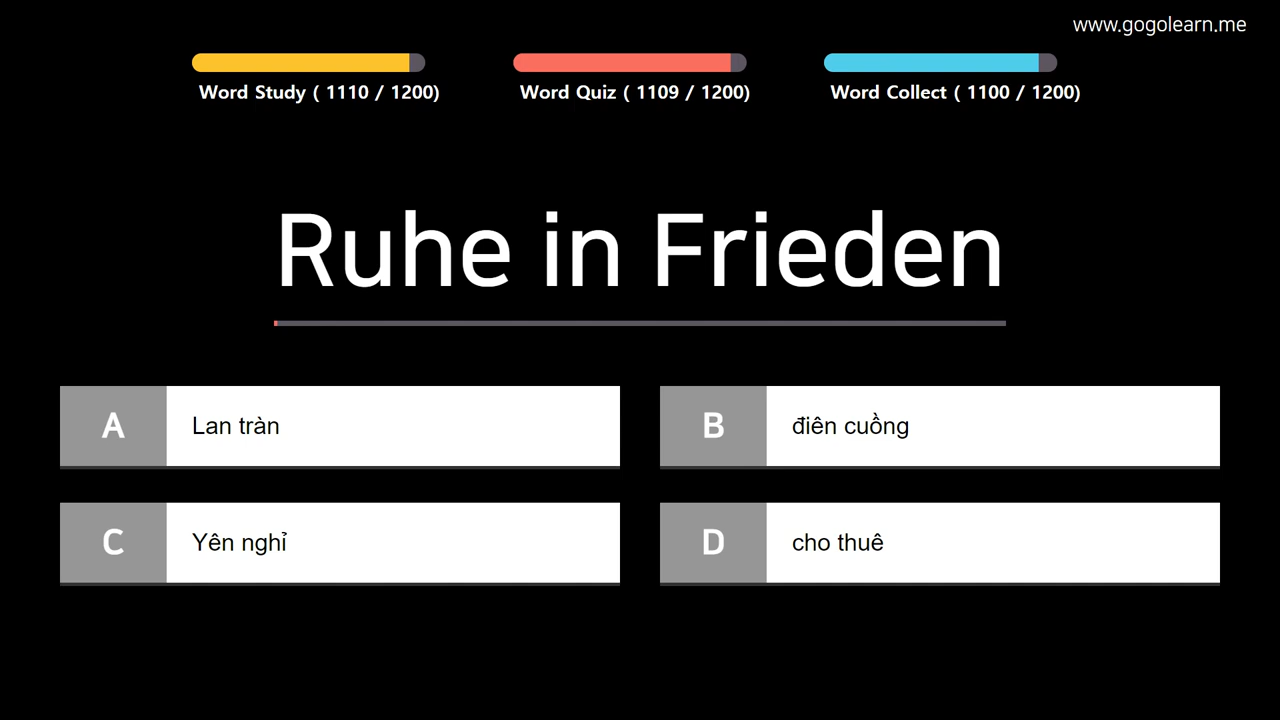 www.gogolearn.me
Word Study ( 1110 / 1200)
Word Quiz ( 1109 / 1200)
Word Collect ( 1100 / 1200)
Ruhe in Frieden
A Lan tràn
B điên cuồng
C Yên nghỉ
D cho thuê